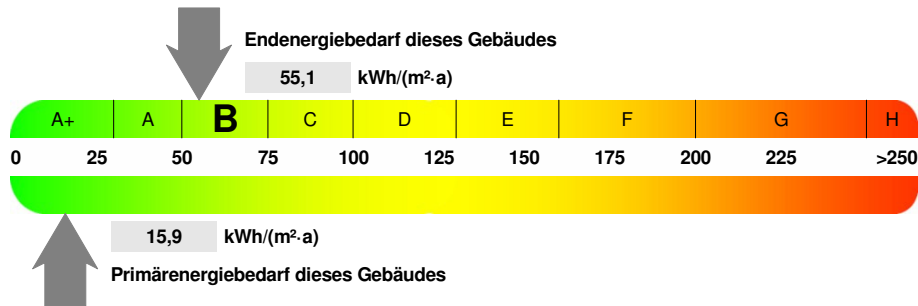 Endenergiebedarf dieses Gebäudes
55,1 kWh/(m²·a)
A+ A B C D E F G H
0 25 50 75 100 125 150 175 200 225 >250
15,9 kWh/(m²·a)
Primärenergiebedarf dieses Gebäudes